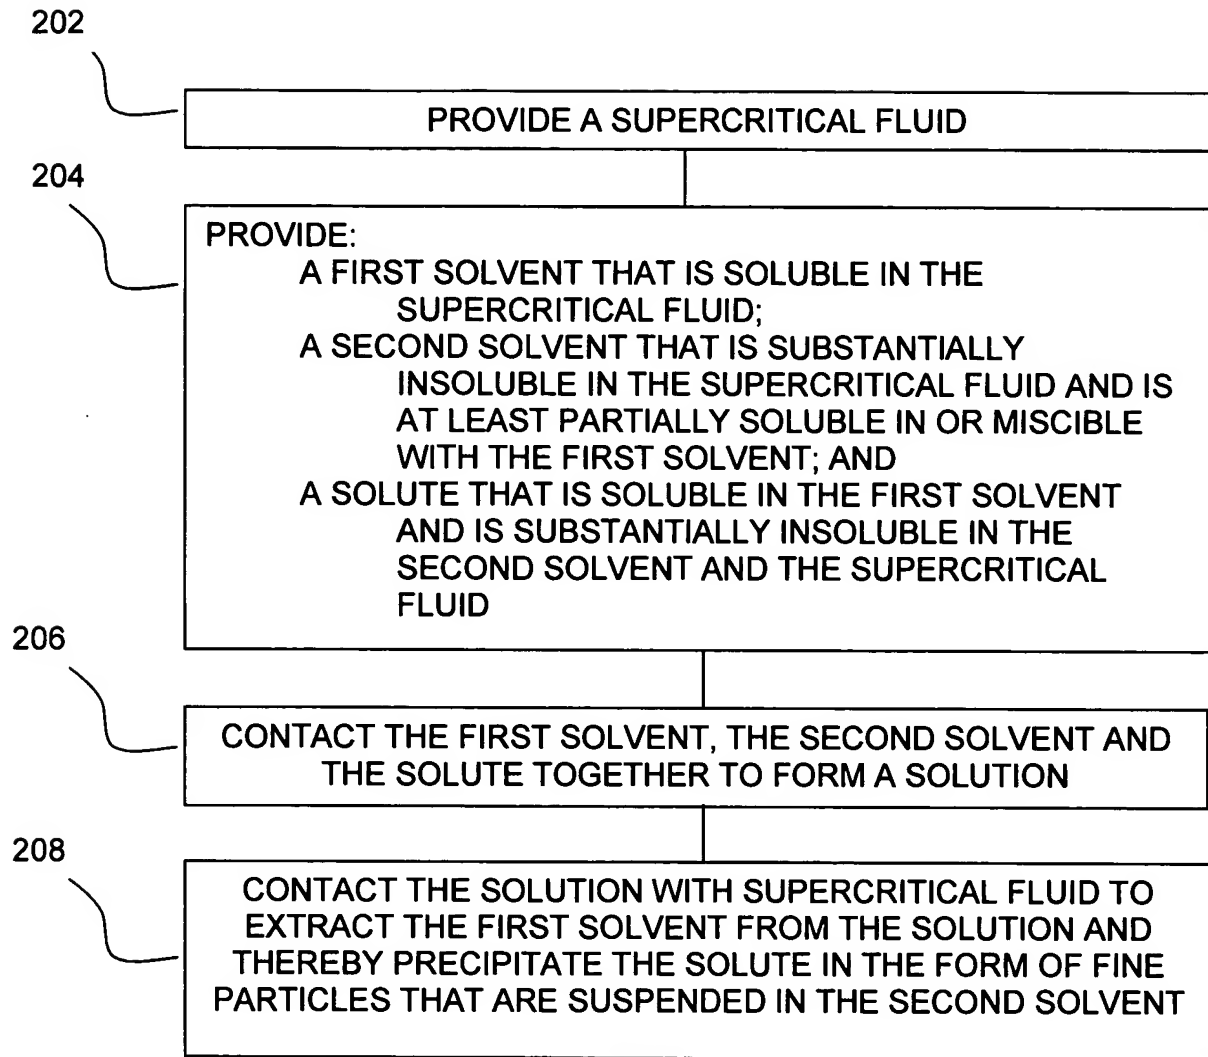 202
PROVIDE A SUPERCRITICAL FLUID
204
PROVIDE:
A FIRST SOLVENT THAT IS SOLUBLE IN THE
SUPERCRITICAL FLUID;
A SECOND SOLVENT THAT IS SUBSTANTIALLY
INSOLUBLE IN THE SUPERCRITICAL FLUID AND IS
AT LEAST PARTIALLY SOLUBLE IN OR MISCIBLE
WITH THE FIRST SOLVENT; AND
A SOLUTE THAT IS SOLUBLE IN THE FIRST SOLVENT
AND IS SUBSTANTIALLY INSOLUBLE IN THE
SECOND SOLVENT AND THE SUPERCRITICAL
FLUID
206
CONTACT THE FIRST SOLVENT, THE SECOND SOLVENT AND
THE SOLUTE TOGETHER TO FORM A SOLUTION
208
CONTACT THE SOLUTION WITH SUPERCRITICAL FLUID TO
EXTRACT THE FIRST SOLVENT FROM THE SOLUTION AND
THEREBY PRECIPITATE THE SOLUTE IN THE FORM OF FINE
PARTICLES THAT ARE SUSPENDED IN THE SECOND SOLVENT